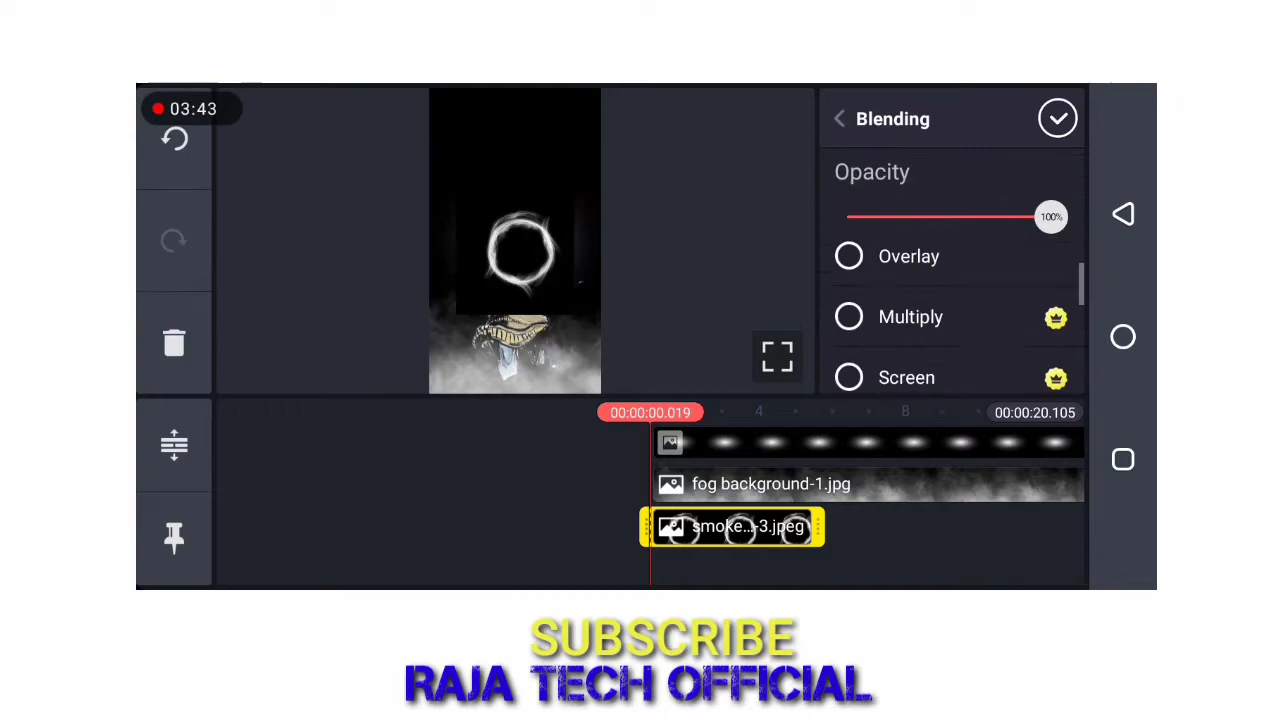 03:43
Blending
Opacity
100%
Overlay
Multiply
Screen
00:00:00.019
4
8
00:00:20.105
fog background-1.jpg
smoke...-3.jpeg
SUBSCRIBE
RAJA TECH OFFICIAL